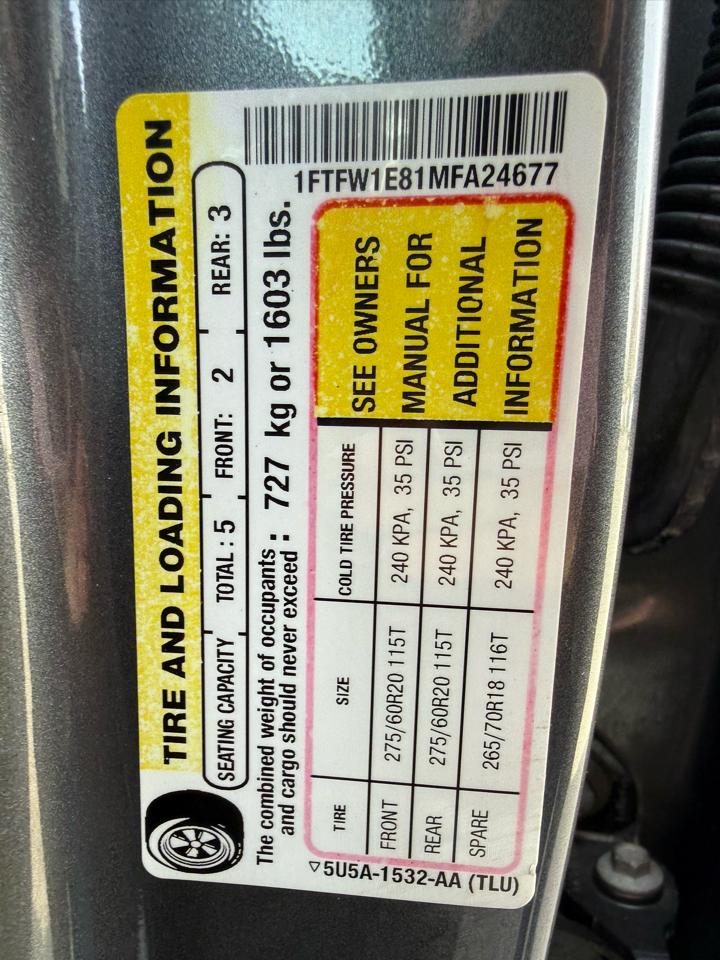 1FTFW1E81MFA24677
TIRE AND LOADING INFORMATION
SEATING CAPACITY TOTAL : 5 FRONT: 2 REAR: 3
The combined weight of occupants
and cargo should never exceed : 727 kg or 1603 lbs.
TIRE SIZE COLD TIRE PRESSURE
FRONT 275/60R20 115T 240 KPA, 35 PSI
REAR 275/60R20 115T 240 KPA, 35 PSI
SPARE 265/70R18 116T 240 KPA, 35 PSI
SEE OWNERS
MANUAL FOR
ADDITIONAL
INFORMATION
▽5U5A-1532-AA (TLU)